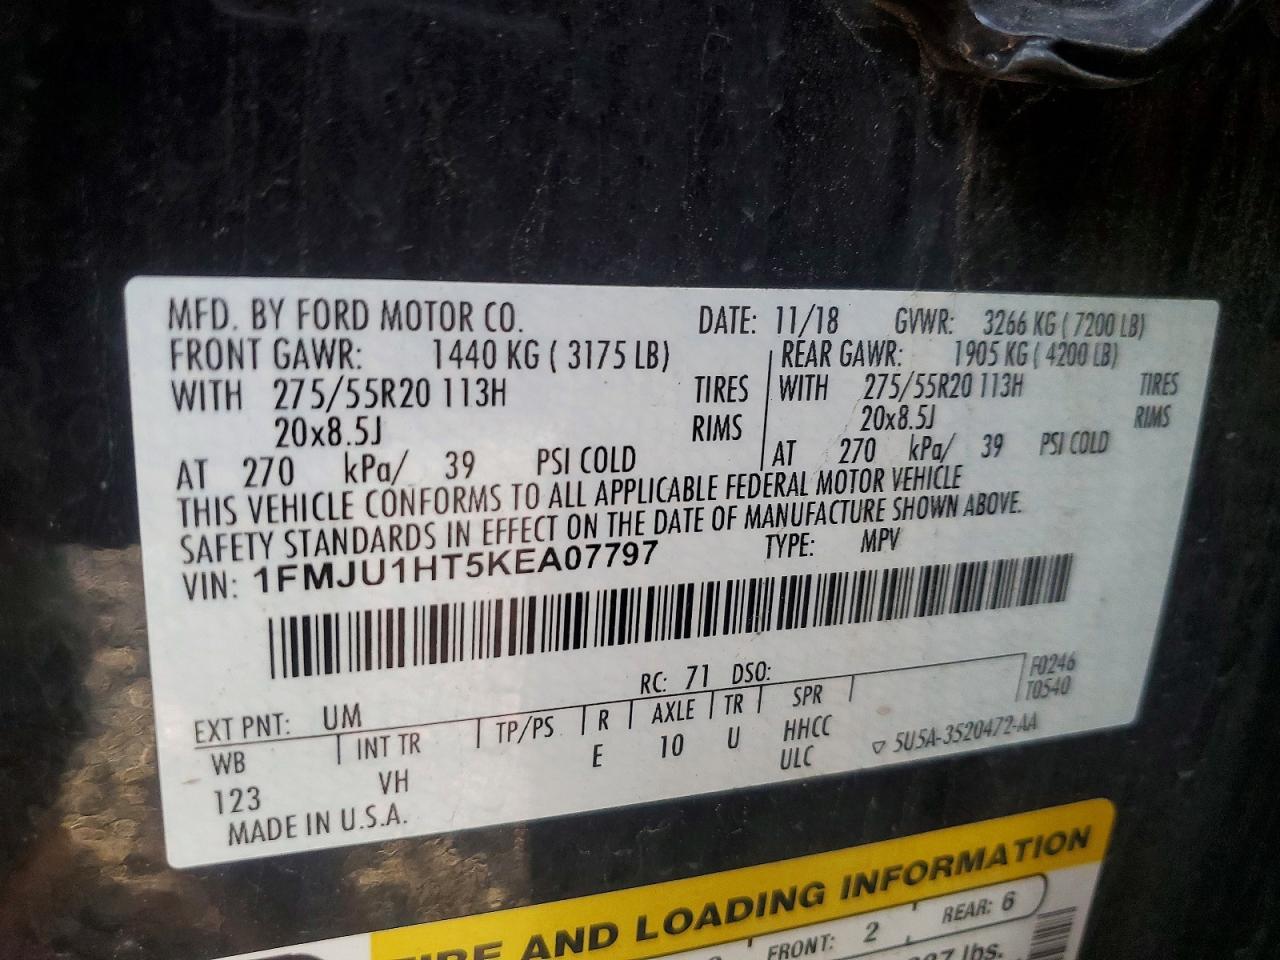 MFD. BY FORD MOTOR CO. DATE: 11/18 GVWR: 3266 KG ( 7200 LB)
FRONT GAWR: 1440 KG ( 3175 LB) REAR GAWR: 1905 KG ( 4200 LB)
WITH 275/55R20 113H TIRES WITH 275/55R20 113H TIRES
20x8.5J RIMS 20x8.5J RIMS
AT 270 kPa/ 39 PSI COLD AT 270 kPa/ 39 PSI COLD
THIS VEHICLE CONFORMS TO ALL APPLICABLE FEDERAL MOTOR VEHICLE
SAFETY STANDARDS IN EFFECT ON THE DATE OF MANUFACTURE SHOWN ABOVE.
VIN: 1FMJU1HT5KEA07797 TYPE: MPV
RC: 71 DSO: F0246
EXT PNT: UM T0540
WB INT TR TP/PS R AXLE TR SPR
123 VH E 10 U HHCC
ULC ▽ 5U5A-3520472-AA
MADE IN U.S.A.
TIRE AND LOADING INFORMATION
FRONT: 2 REAR: 6
lbs.